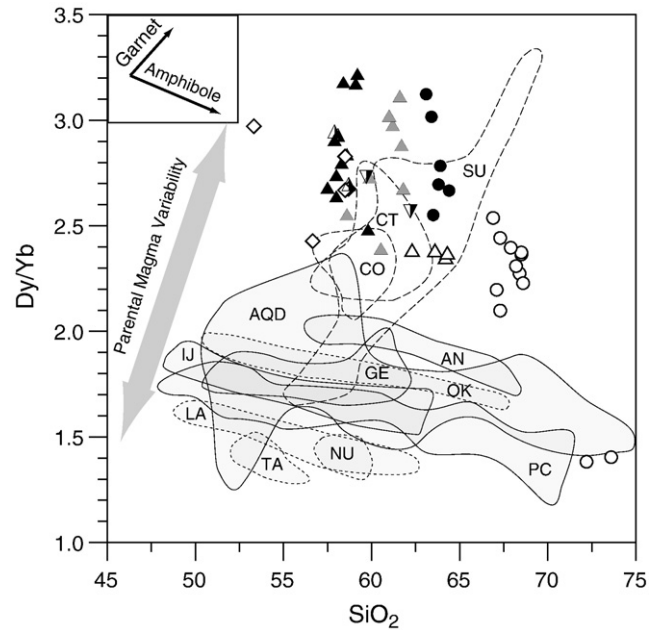 3.5
3.0
2.5
2.0
1.5
1.0
Dy/Yb
Garnet
Amphibole
Parental Magma Variability
SU
CT
CO
AQD
IJ
GE
AN
OK
LA
TA
NU
PC
45
50
55
60
65
70
75
SiO₂